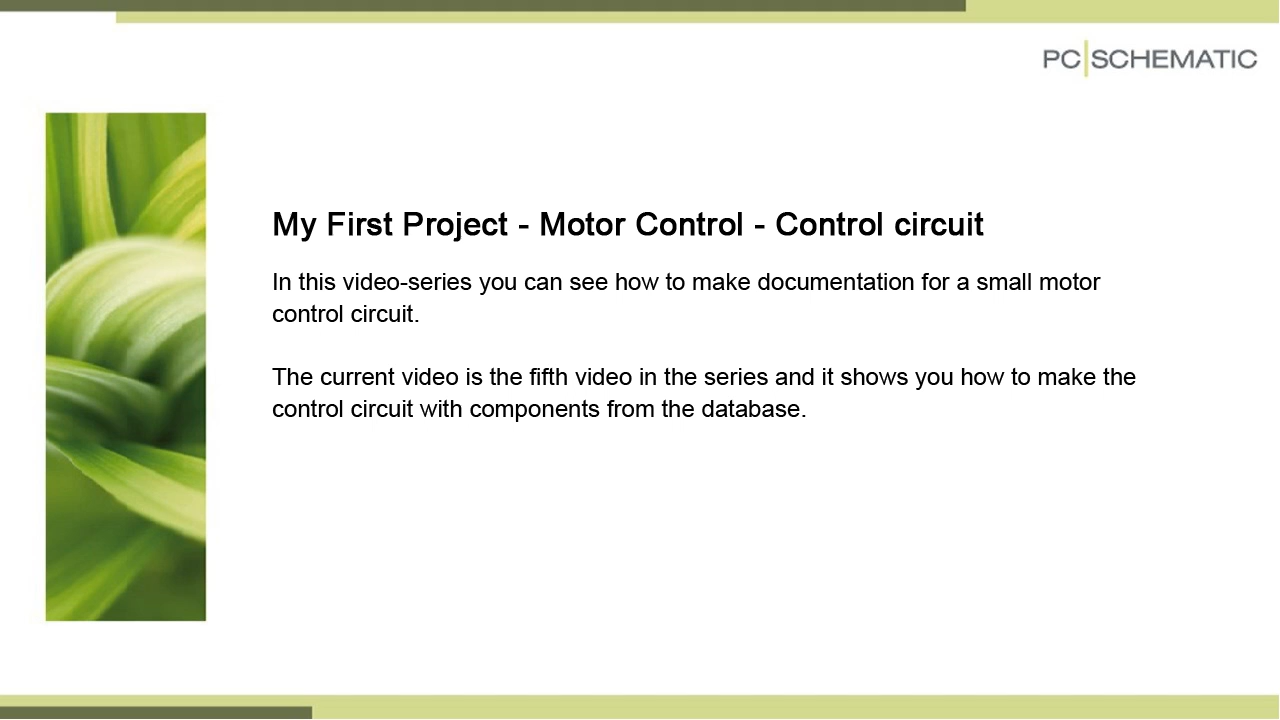 PC|SCHEMATIC
My First Project - Motor Control - Control circuit
In this video-series you can see how to make documentation for a small motor
control circuit.
The current video is the fifth video in the series and it shows you how to make the
control circuit with components from the database.